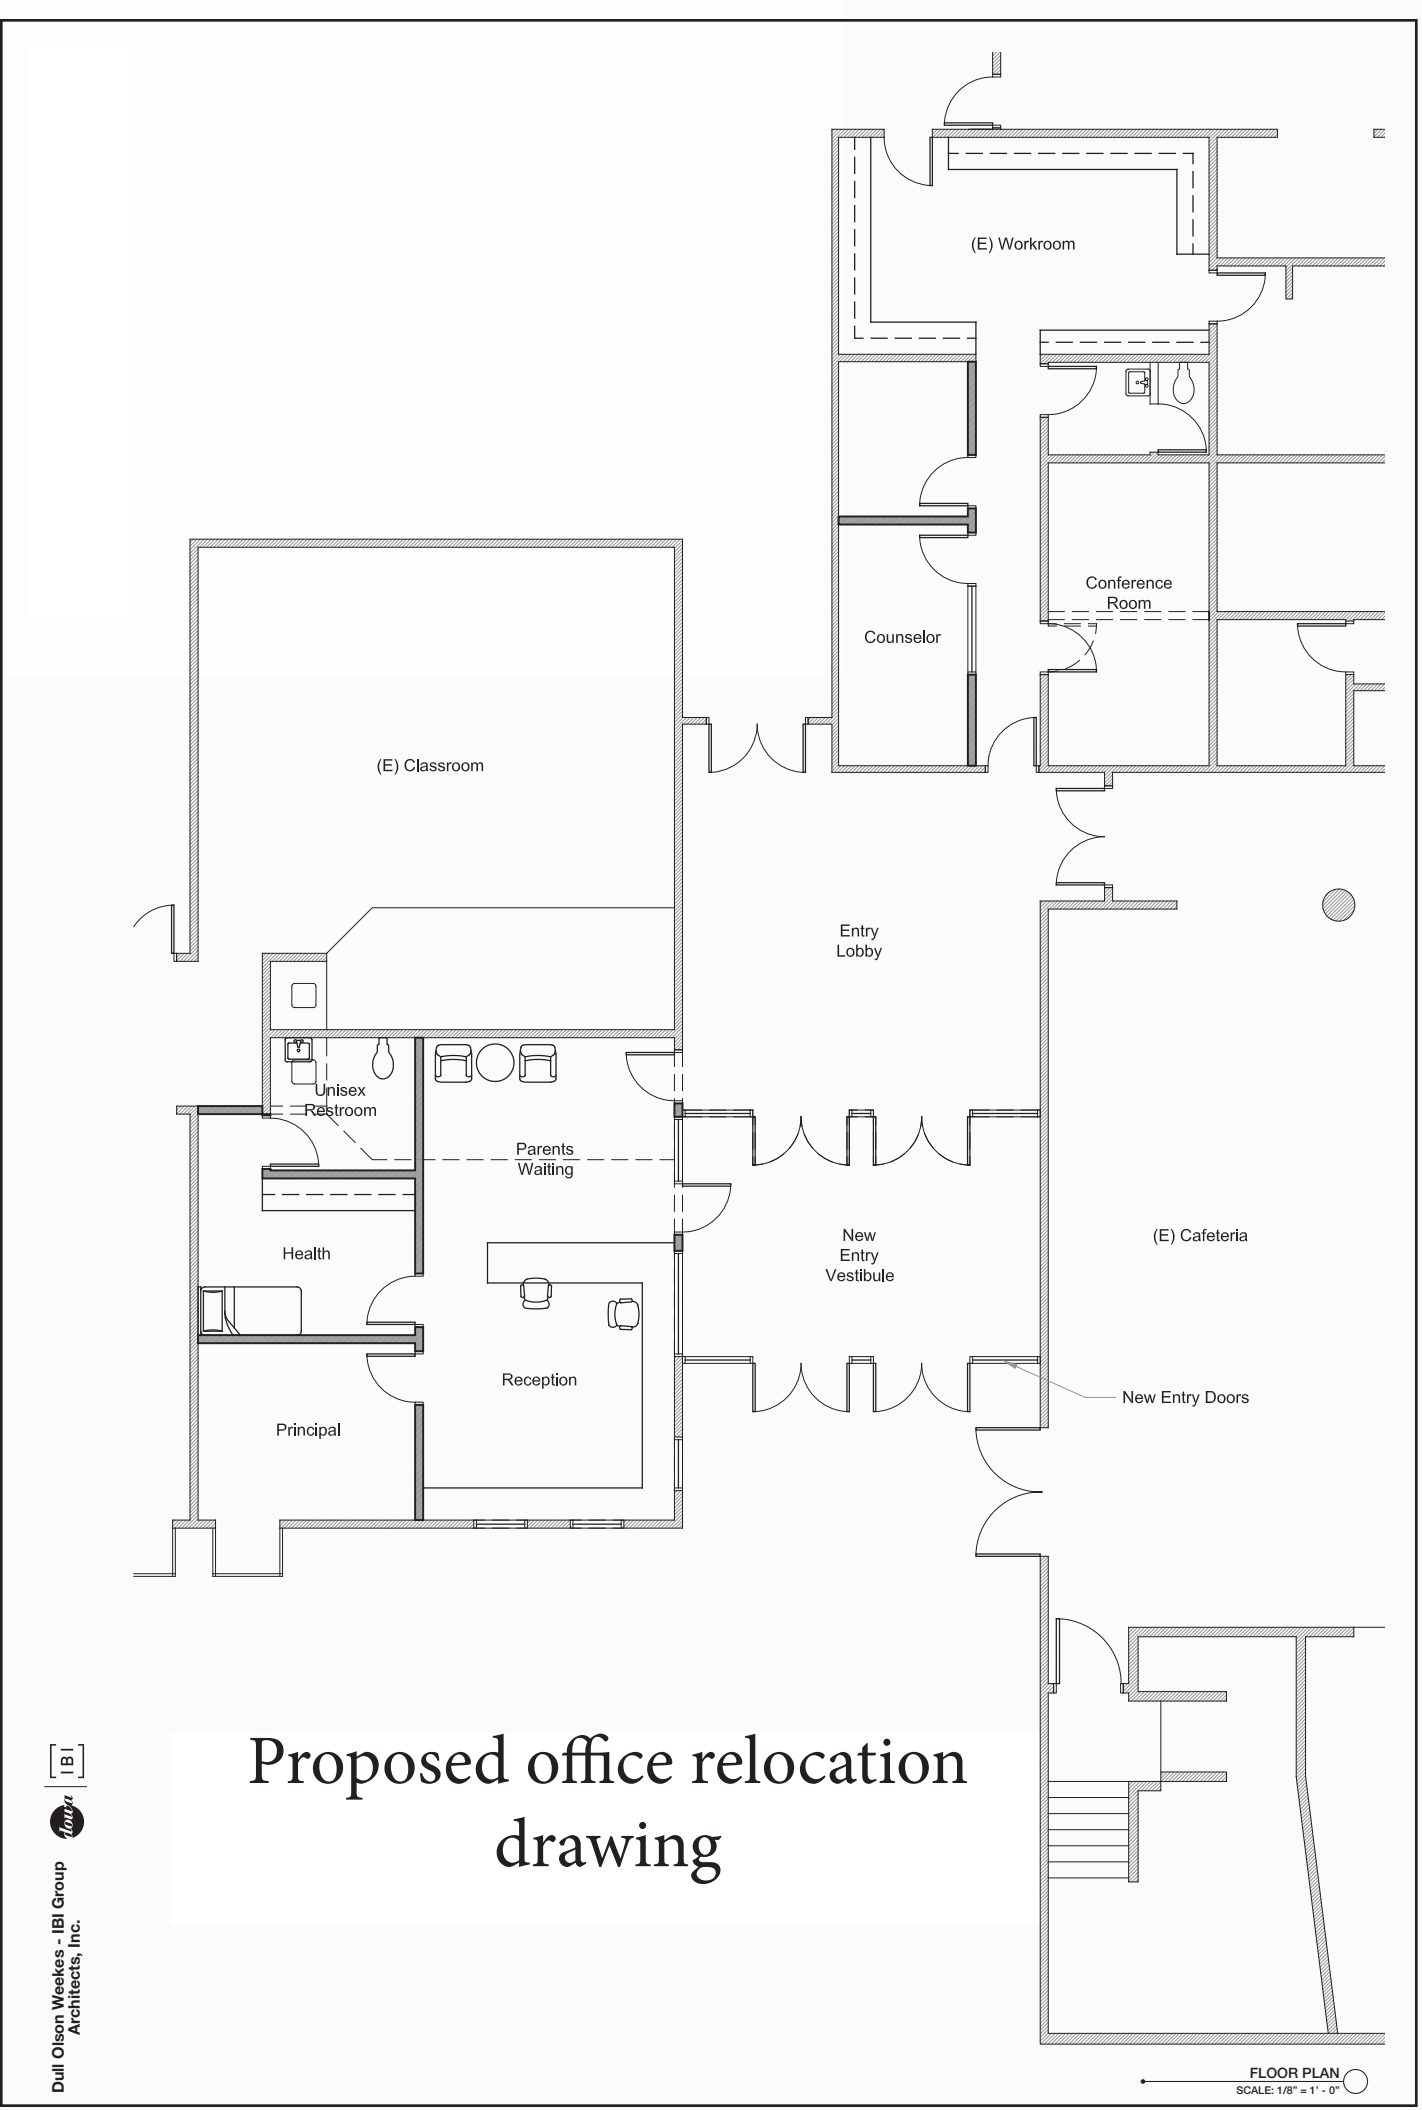 (E) Workroom
Conference
Room
Counselor
(E) Classroom
Entry
Lobby
Unisex
Restroom
Parents
Waiting
New
Entry
Vestibule
(E) Cafeteria
Health
Reception
New Entry Doors
Principal
Proposed office relocation
drawing
[IBI]
dowa
Dull Olson Weekes - IBI Group
Architects, Inc.
FLOOR PLAN
SCALE: 1/8" = 1' - 0"